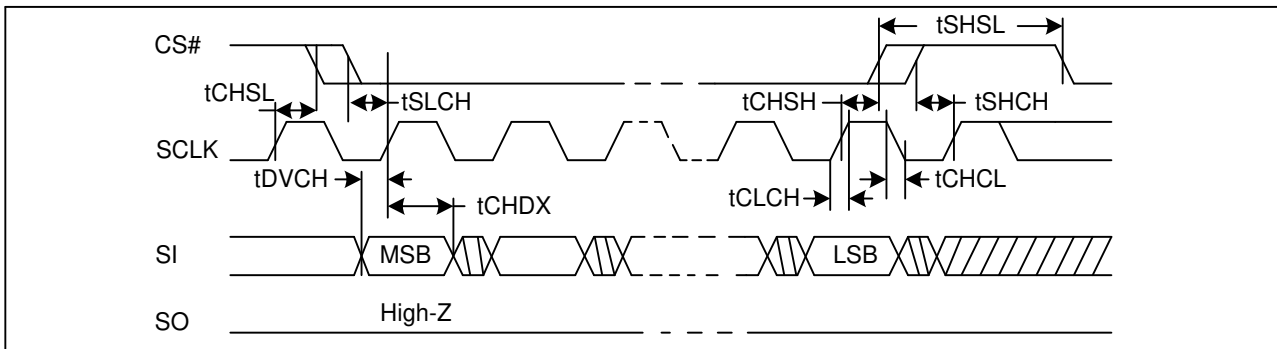 tSHSL
CS#
tCHSL
tSLCH
tCHSH
tSHCH
SCLK
tDVCH
tCHDX
tCLCH
tCHCL
SI
MSB
LSB
SO
High-Z